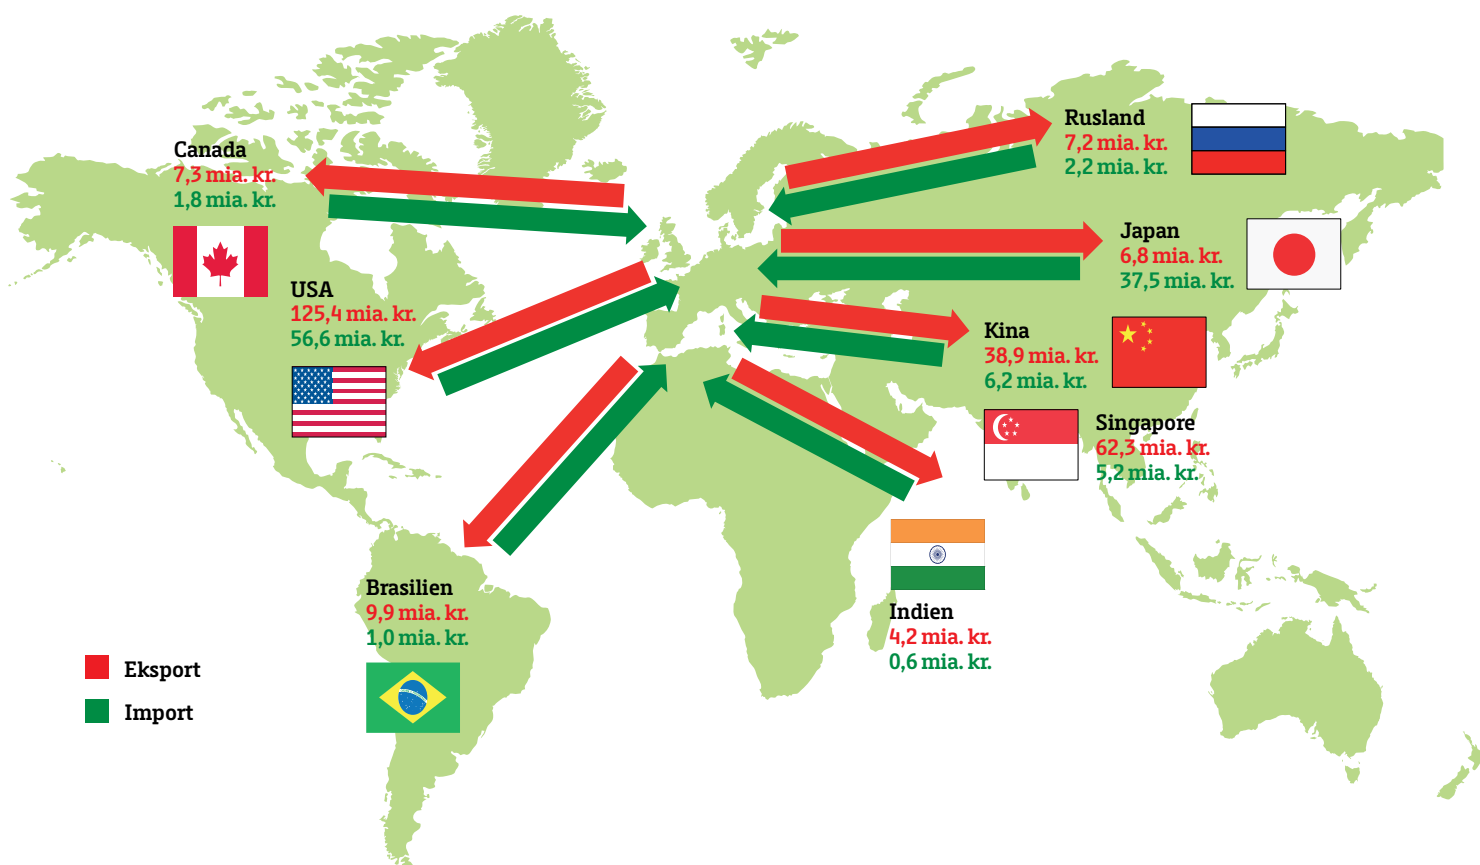 Canada
7,3 mia. kr.
1,8 mia. kr.
USA
125,4 mia. kr.
56,6 mia. kr.
Brasilien
9,9 mia. kr.
1,0 mia. kr.
Rusland
7,2 mia. kr.
2,2 mia. kr.
Japan
6,8 mia. kr.
37,5 mia. kr.
Kina
38,9 mia. kr.
6,2 mia. kr.
Singapore
62,3 mia. kr.
5,2 mia. kr.
Indien
4,2 mia. kr.
0,6 mia. kr.
Eksport
Import